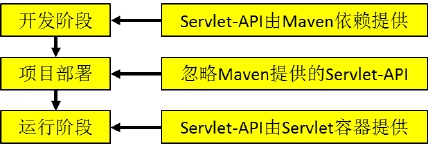 开发阶段
Servlet-API由Maven依赖提供
项目部署
忽略Maven提供的Servlet-API
运行阶段
Servlet-API由Servlet容器提供